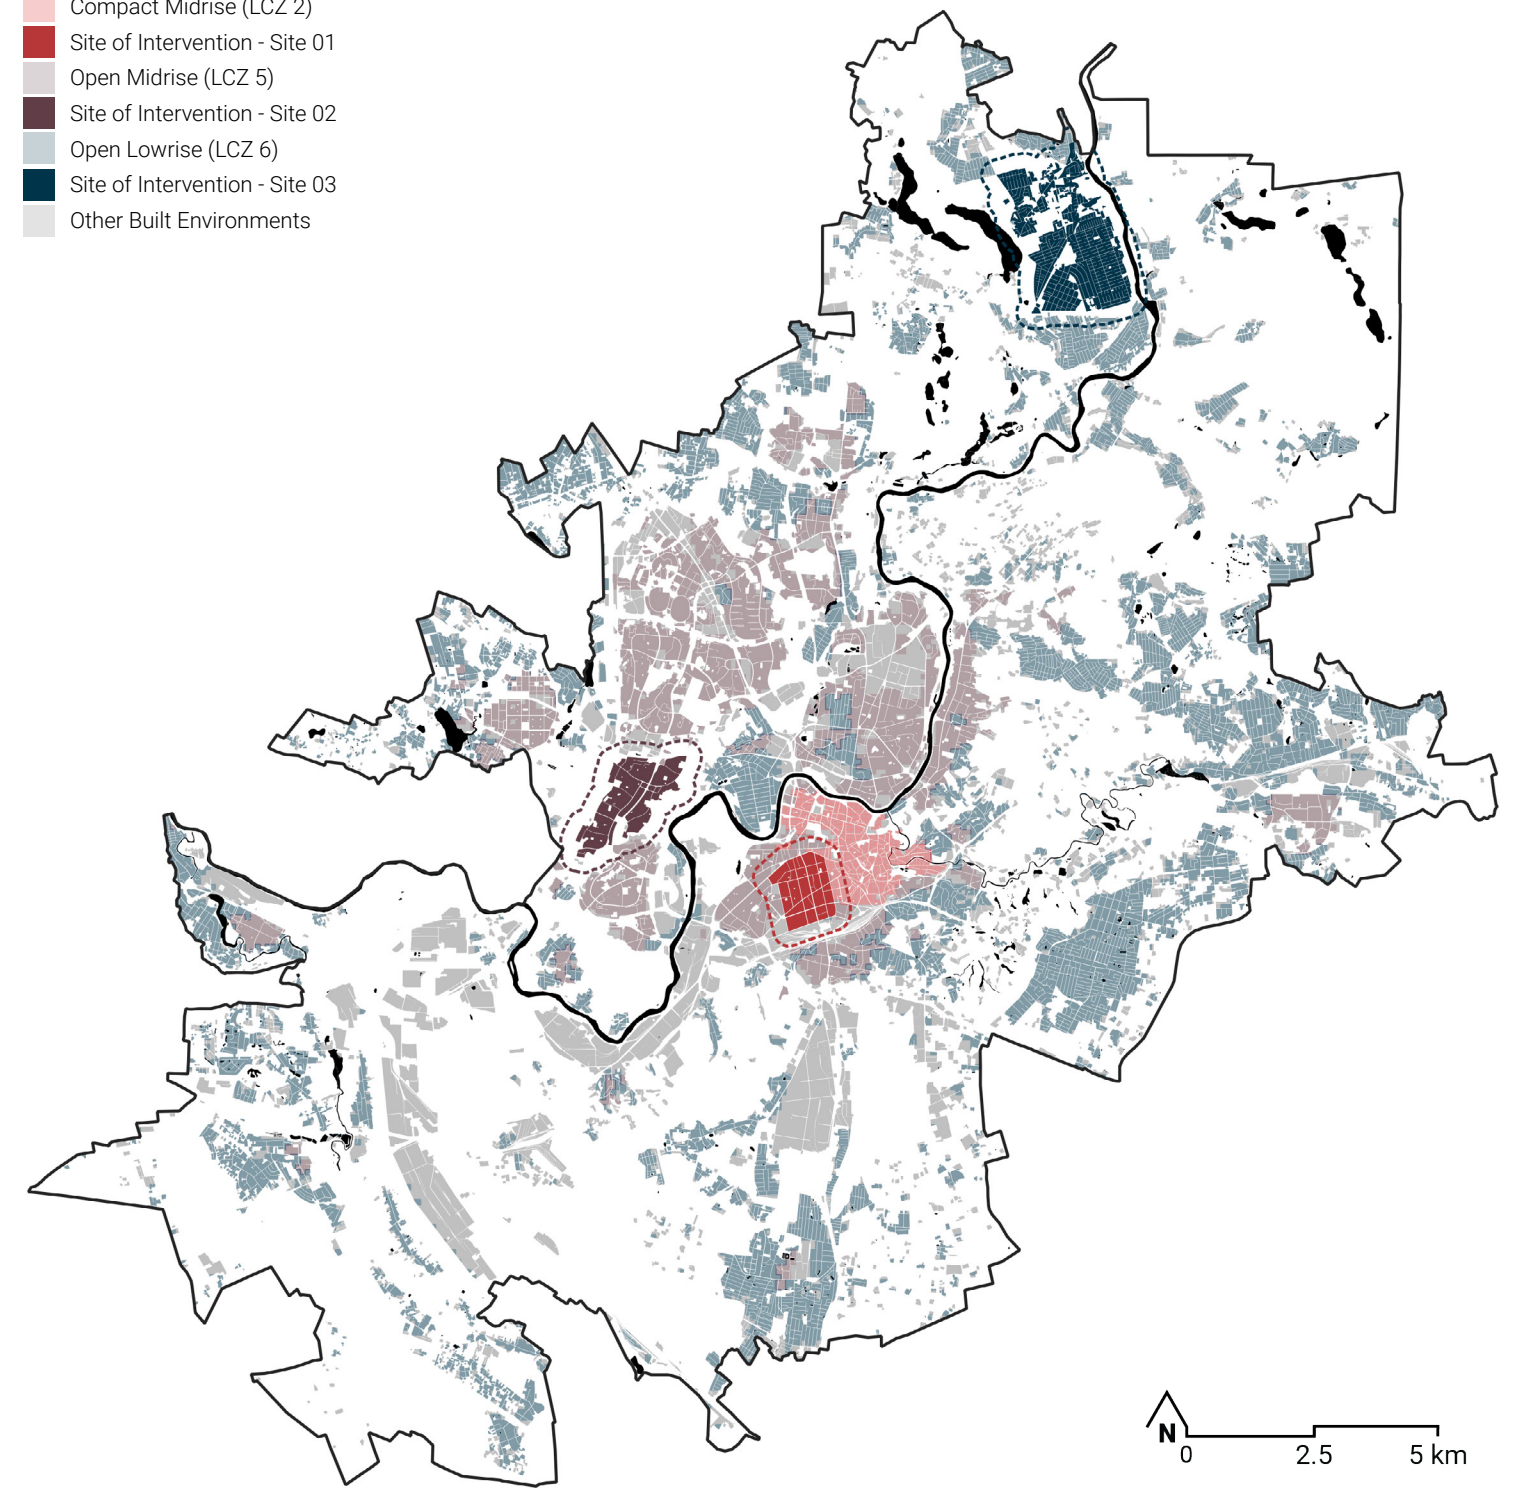 Compact Midrise (LCZ 2)
Site of Intervention - Site 01
Open Midrise (LCZ 5)
Site of Intervention - Site 02
Open Lowrise (LCZ 6)
Site of Intervention - Site 03
Other Built Environments
N
0 2.5 5 km